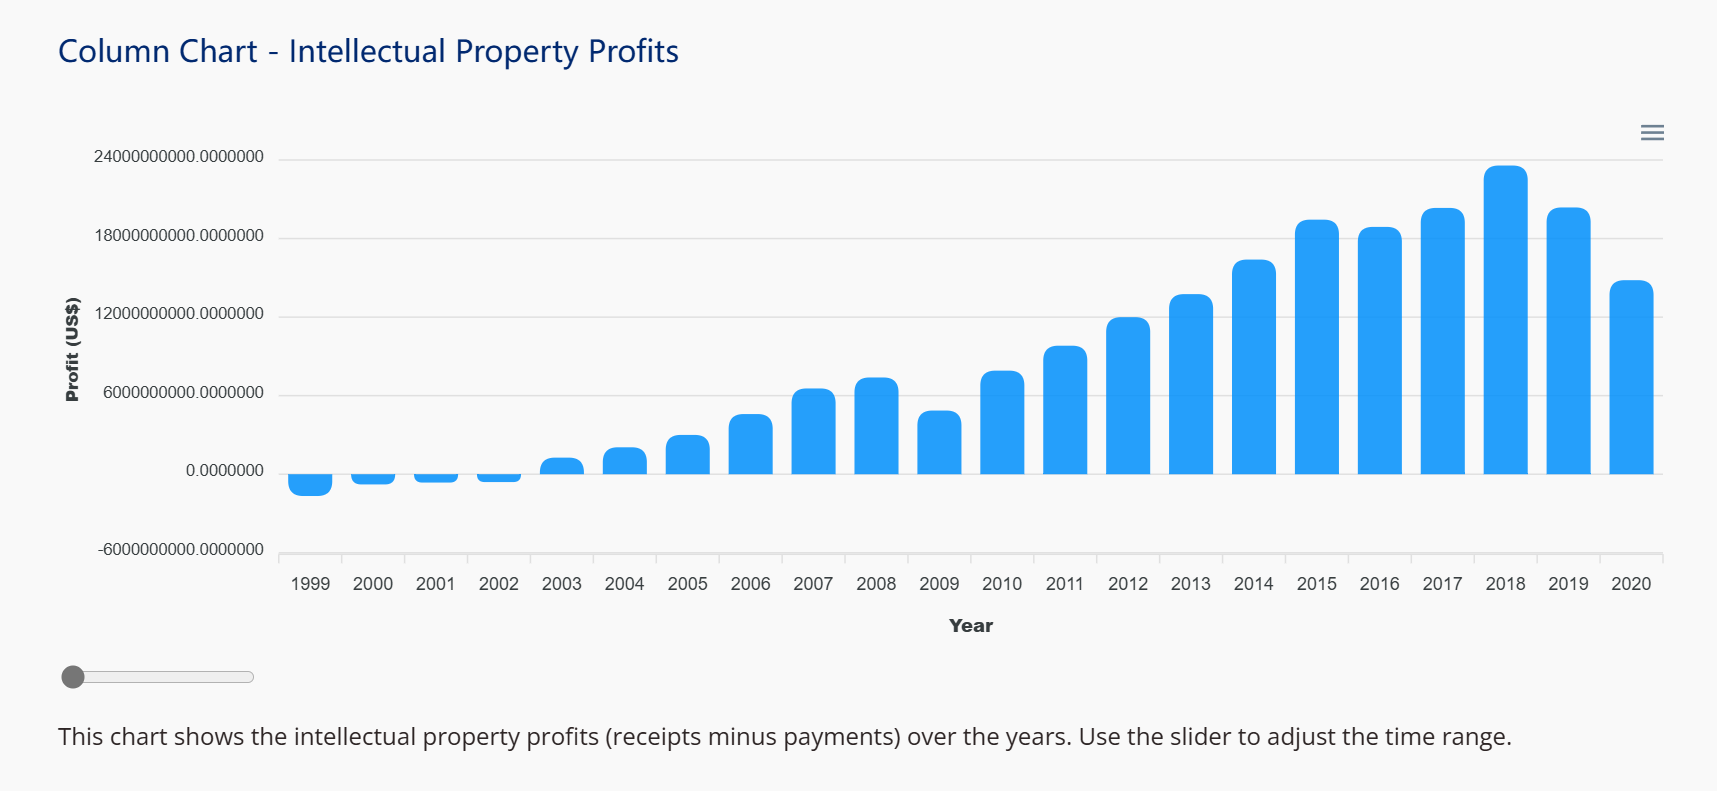 Column Chart - Intellectual Property Profits
24000000000.0000000
18000000000.0000000
12000000000.0000000
6000000000.0000000
0.0000000
-6000000000.0000000
Profit (US$)
1999 2000 2001 2002 2003 2004 2005 2006 2007 2008 2009 2010 2011 2012 2013 2014 2015 2016 2017 2018 2019 2020
Year
This chart shows the intellectual property profits (receipts minus payments) over the years. Use the slider to adjust the time range.